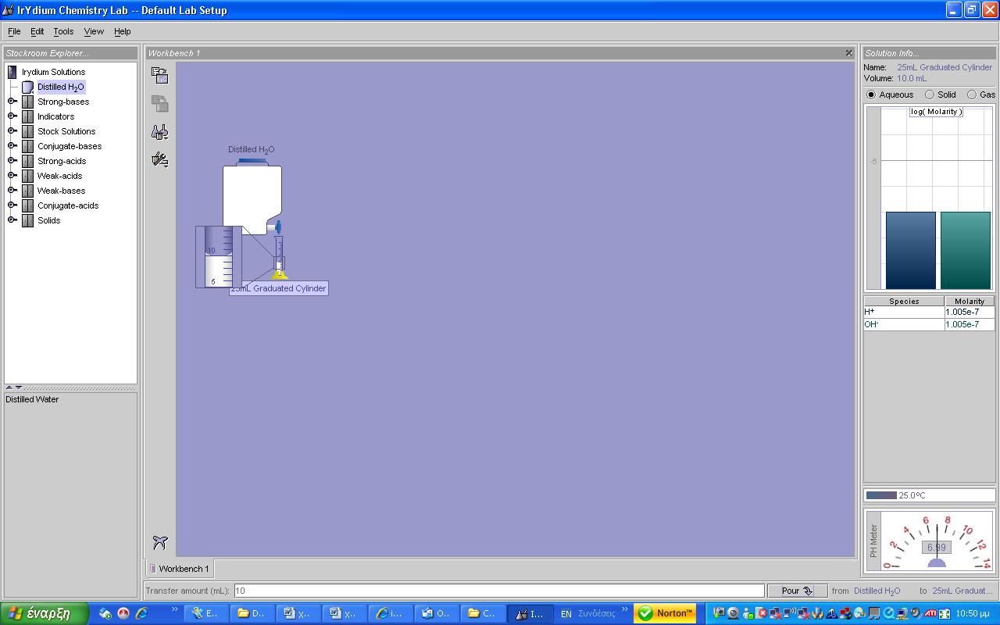 IrYdium Chemistry Lab -- Default Lab Setup
File Edit Tools View Help
Stockroom Explorer...
Irydium Solutions
Distilled H2O
Strong-bases
Indicators
Stock Solutions
Conjugate-bases
Strong-acids
Weak-acids
Weak-bases
Conjugate-acids
Solids
Distilled Water
Workbench 1
Distilled H2O
10
5
25mL Graduated Cylinder
Workbench 1
Transfer amount (mL): 10 Pour from Distilled H2O to 25mL Graduat...
Solution Info...
Name: 25mL Graduated Cylinder
Volume: 10.0 mL
Aqueous Solid Gas
log( Molarity )
-5
Species Molarity
H+ 1.005e-7
OH- 1.005e-7
25.0ºC
PH Meter
0 2 4 6 8 10 12 14
6.99
έναρξη
E..
D..
χ..
χ..
i...
O..
C..
I...
EN
Συνδέσεις
Norton™
ATI
10:50 μμ